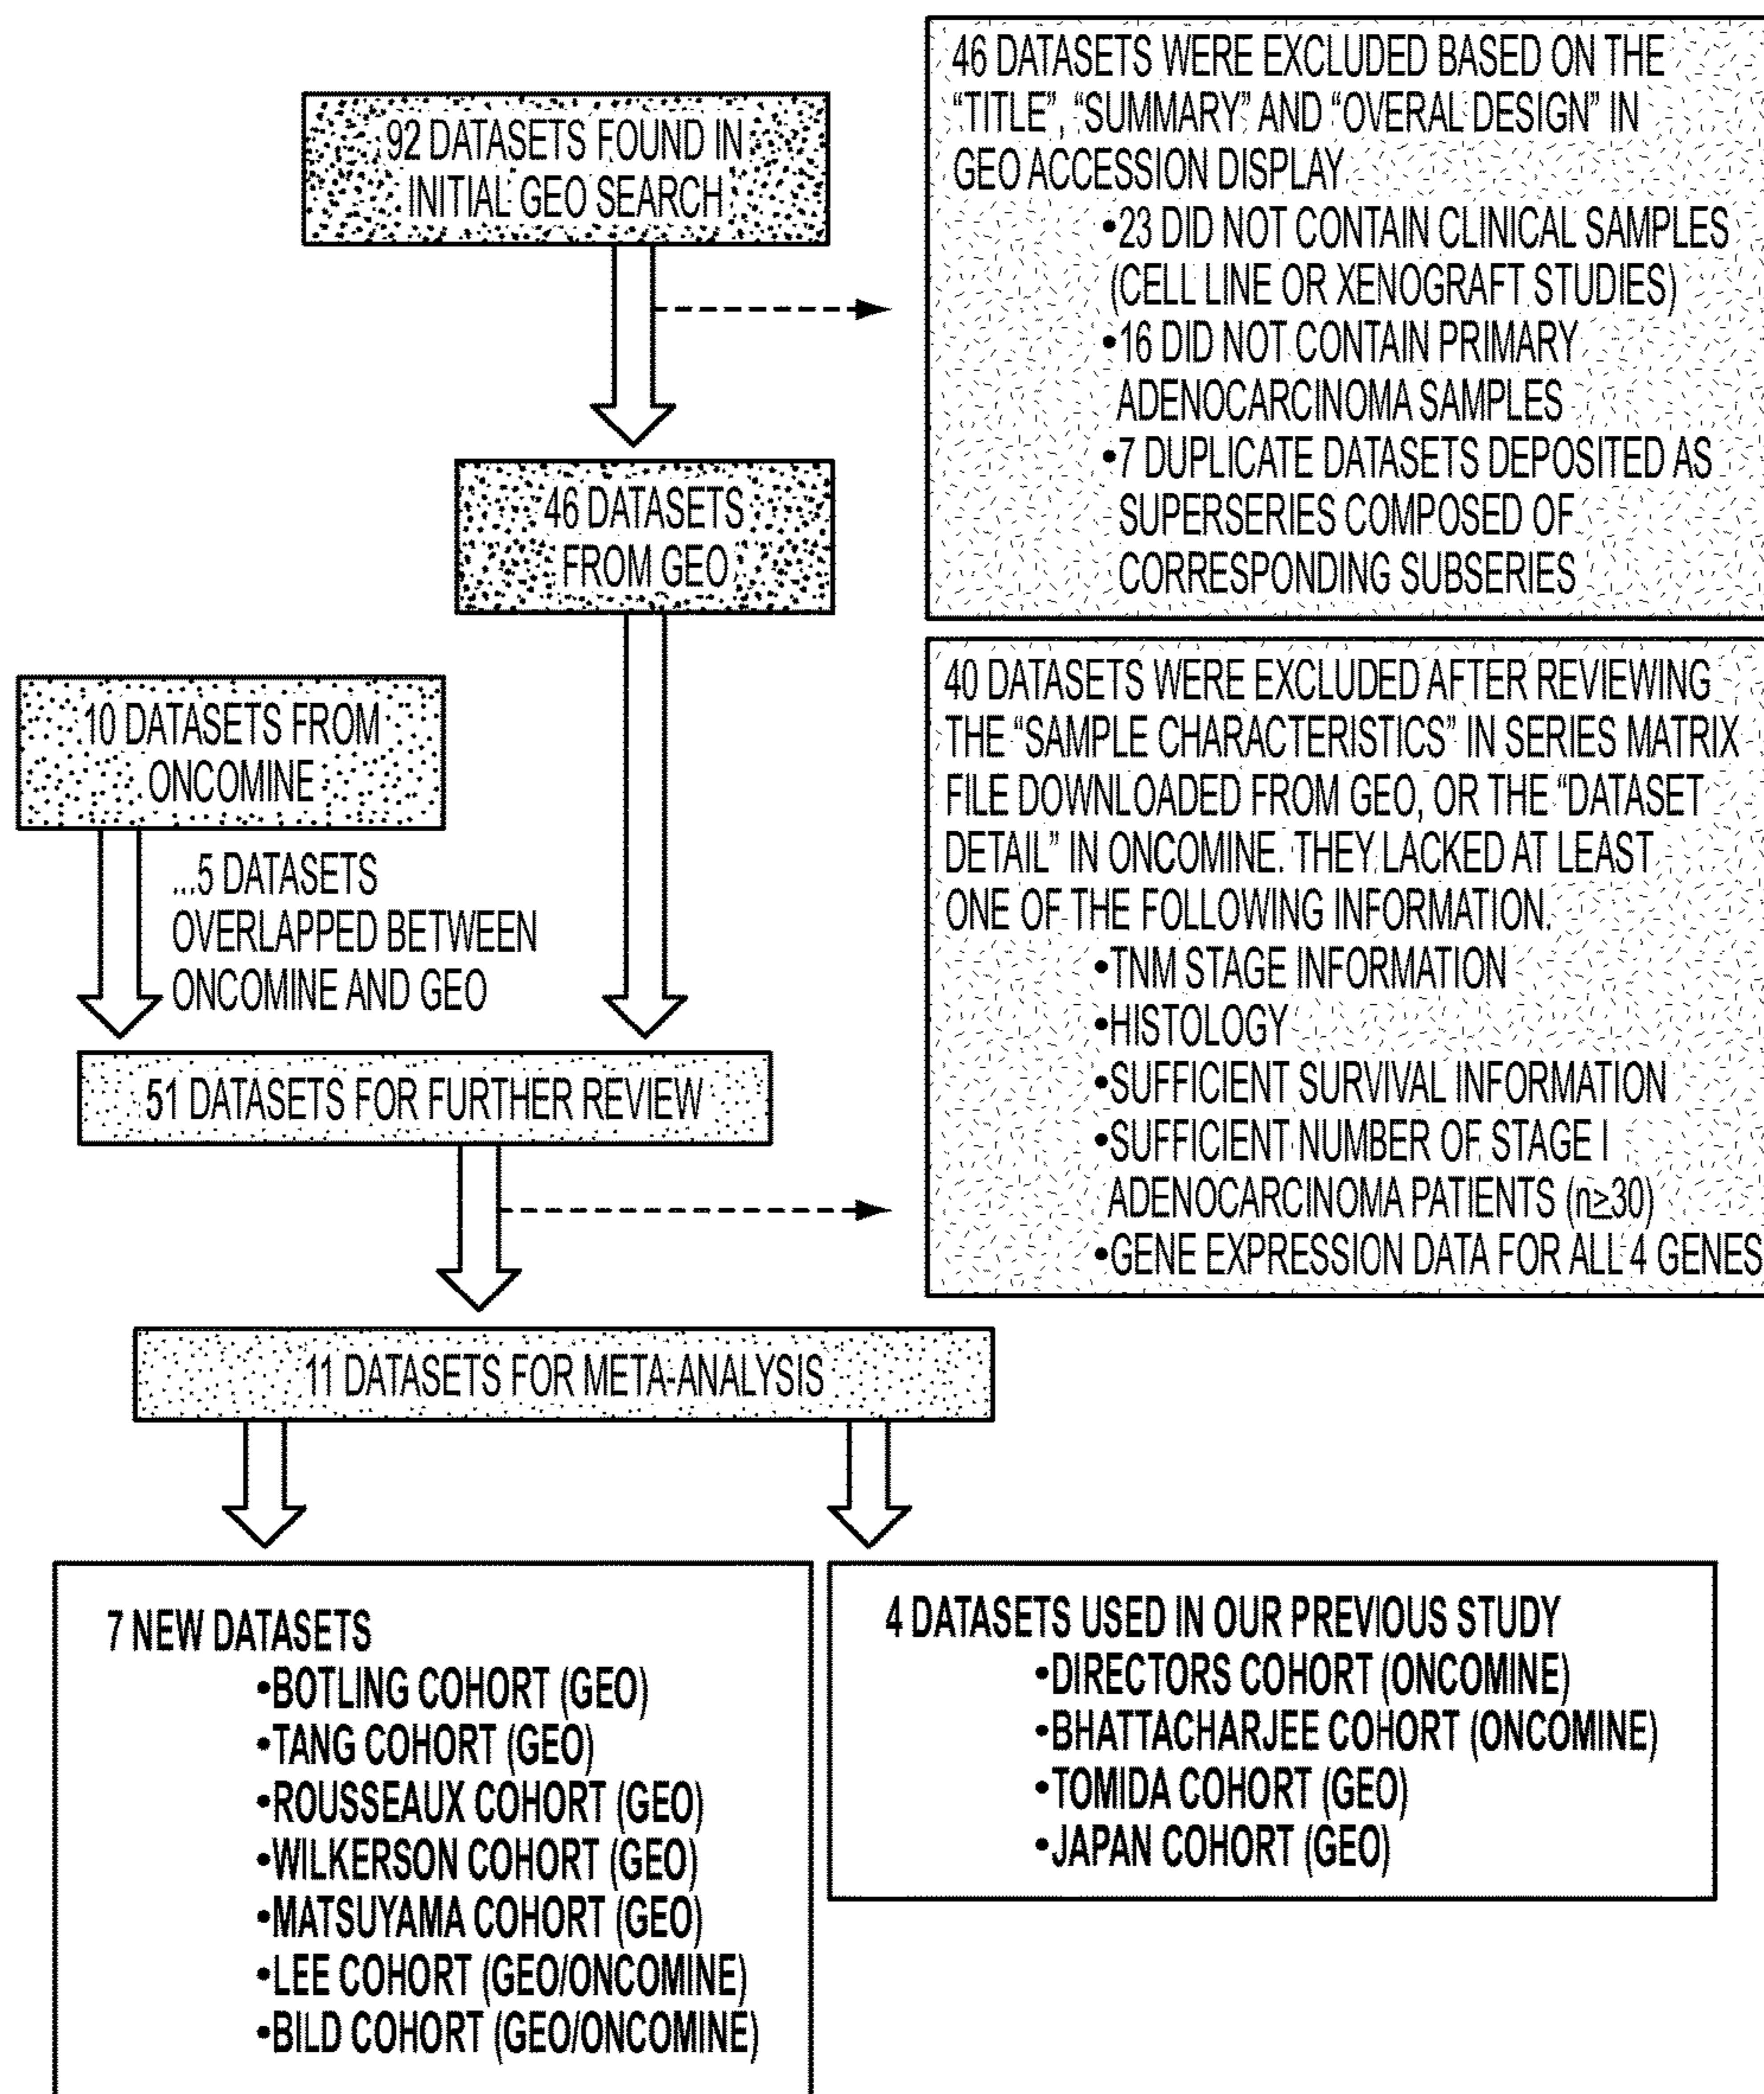 92 DATASETS FOUND IN
INITIAL GEO SEARCH
46 DATASETS WERE EXCLUDED BASED ON THE
"TITLE", "SUMMARY" AND "OVERAL DESIGN" IN
GEO ACCESSION DISPLAY
•23 DID NOT CONTAIN CLINICAL SAMPLES
(CELL LINE OR XENOGRAFT STUDIES)
•16 DID NOT CONTAIN PRIMARY
ADENOCARCINOMA SAMPLES
•7 DUPLICATE DATASETS DEPOSITED AS
SUPERSERIES COMPOSED OF
CORRESPONDING SUBSERIES
46 DATASETS
FROM GEO
10 DATASETS FROM
ONCOMINE
...5 DATASETS
OVERLAPPED BETWEEN
ONCOMINE AND GEO
40 DATASETS WERE EXCLUDED AFTER REVIEWING
THE "SAMPLE CHARACTERISTICS" IN SERIES MATRIX
FILE DOWNLOADED FROM GEO, OR THE "DATASET
DETAIL" IN ONCOMINE. THEY LACKED AT LEAST
ONE OF THE FOLLOWING INFORMATION.
•TNM STAGE INFORMATION
•HISTOLOGY
•SUFFICIENT SURVIVAL INFORMATION
•SUFFICIENT NUMBER OF STAGE I
ADENOCARCINOMA PATIENTS (n≥30)
•GENE EXPRESSION DATA FOR ALL 4 GENES
51 DATASETS FOR FURTHER REVIEW
11 DATASETS FOR META-ANALYSIS
7 NEW DATASETS
•BOTLING COHORT (GEO)
•TANG COHORT (GEO)
•ROUSSEAUX COHORT (GEO)
•WILKERSON COHORT (GEO)
•MATSUYAMA COHORT (GEO)
•LEE COHORT (GEO/ONCOMINE)
•BILD COHORT (GEO/ONCOMINE)
4 DATASETS USED IN OUR PREVIOUS STUDY
•DIRECTORS COHORT (ONCOMINE)
•BHATTACHARJEE COHORT (ONCOMINE)
•TOMIDA COHORT (GEO)
•JAPAN COHORT (GEO)